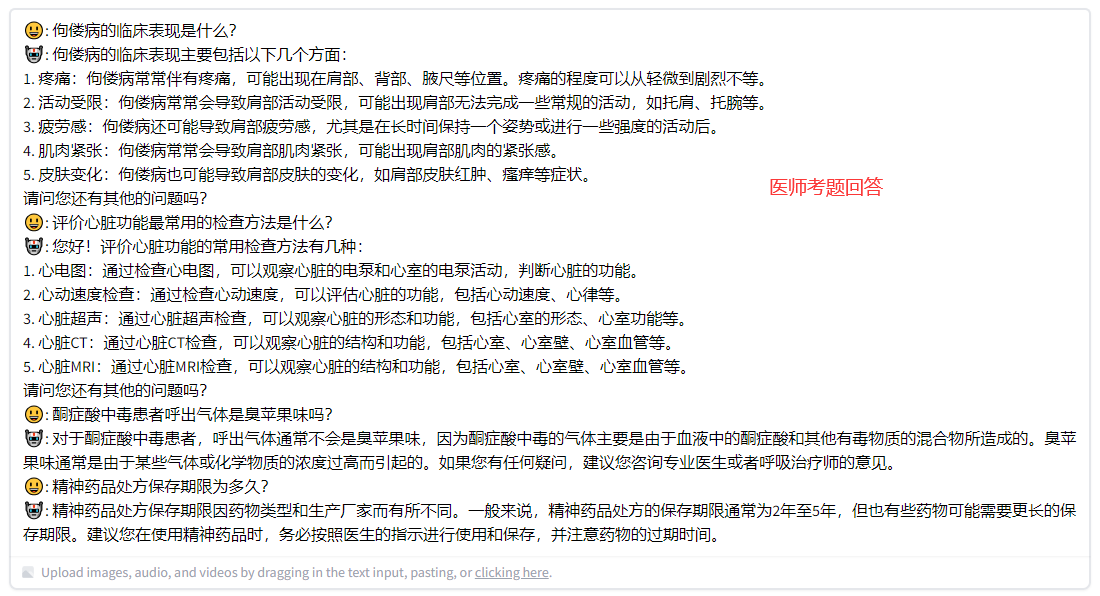 😃: 佝偻病的临床表现是什么?
🤖: 佝偻病的临床表现主要包括以下几个方面：
1. 疼痛：佝偻病常常伴有疼痛，可能出现在肩部、背部、腋尺等位置。疼痛的程度可以从轻微到剧烈不等。
2. 活动受限：佝偻病常常会导致肩部活动受限，可能出现肩部无法完成一些常规的活动，如托肩、托腕等。
3. 疲劳感：佝偻病还可能导致肩部疲劳感，尤其是在长时间保持一个姿势或进行一些强度的活动后。
4. 肌肉紧张：佝偻病常常会导致肩部肌肉紧张，可能出现肩部肌肉的紧张感。
5. 皮肤变化：佝偻病也可能导致肩部皮肤的变化，如肩部皮肤红肿、瘙痒等症状。
医师考题回答
请问您还有其他的问题吗?
😃: 评价心脏功能最常用的检查方法是什么?
🤖: 您好！评价心脏功能的常用检查方法有几种：
1. 心电图：通过检查心电图，可以观察心脏的电泵和心室的电泵活动，判断心脏的功能。
2. 心动速度检查：通过检查心动速度，可以评估心脏的功能，包括心动速度、心律等。
3. 心脏超声：通过心脏超声检查，可以观察心脏的形态和功能，包括心室的形态、心室功能等。
4. 心脏CT：通过心脏CT检查，可以观察心脏的结构和功能，包括心室、心室壁、心室血管等。
5. 心脏MRI：通过心脏MRI检查，可以观察心脏的结构和功能，包括心室、心室壁、心室血管等。
请问您还有其他的问题吗?
😃: 酮症酸中毒患者呼出气体是臭苹果味吗?
🤖: 对于酮症酸中毒患者，呼出气体通常不会是臭苹果味，因为酮症酸中毒的气体主要是由于血液中的酮症酸和其他有毒物质的混合物所造成的。臭苹
果味通常是由于某些气体或化学物质的浓度过高而引起的。如果您有任何疑问，建议您咨询专业医生或者呼吸治疗师的意见。
😃: 精神药品处方保存期限为多久?
🤖: 精神药品处方保存期限因药物类型和生产厂家而有所不同。一般来说，精神药品处方的保存期限通常为2年至5年，但也有些药物可能需要更长的保
存期限。建议您在使用精神药品时，务必按照医生的指示进行使用和保存，并注意药物的过期时间。
Upload images, audio, and videos by dragging in the text input, pasting, or clicking here.